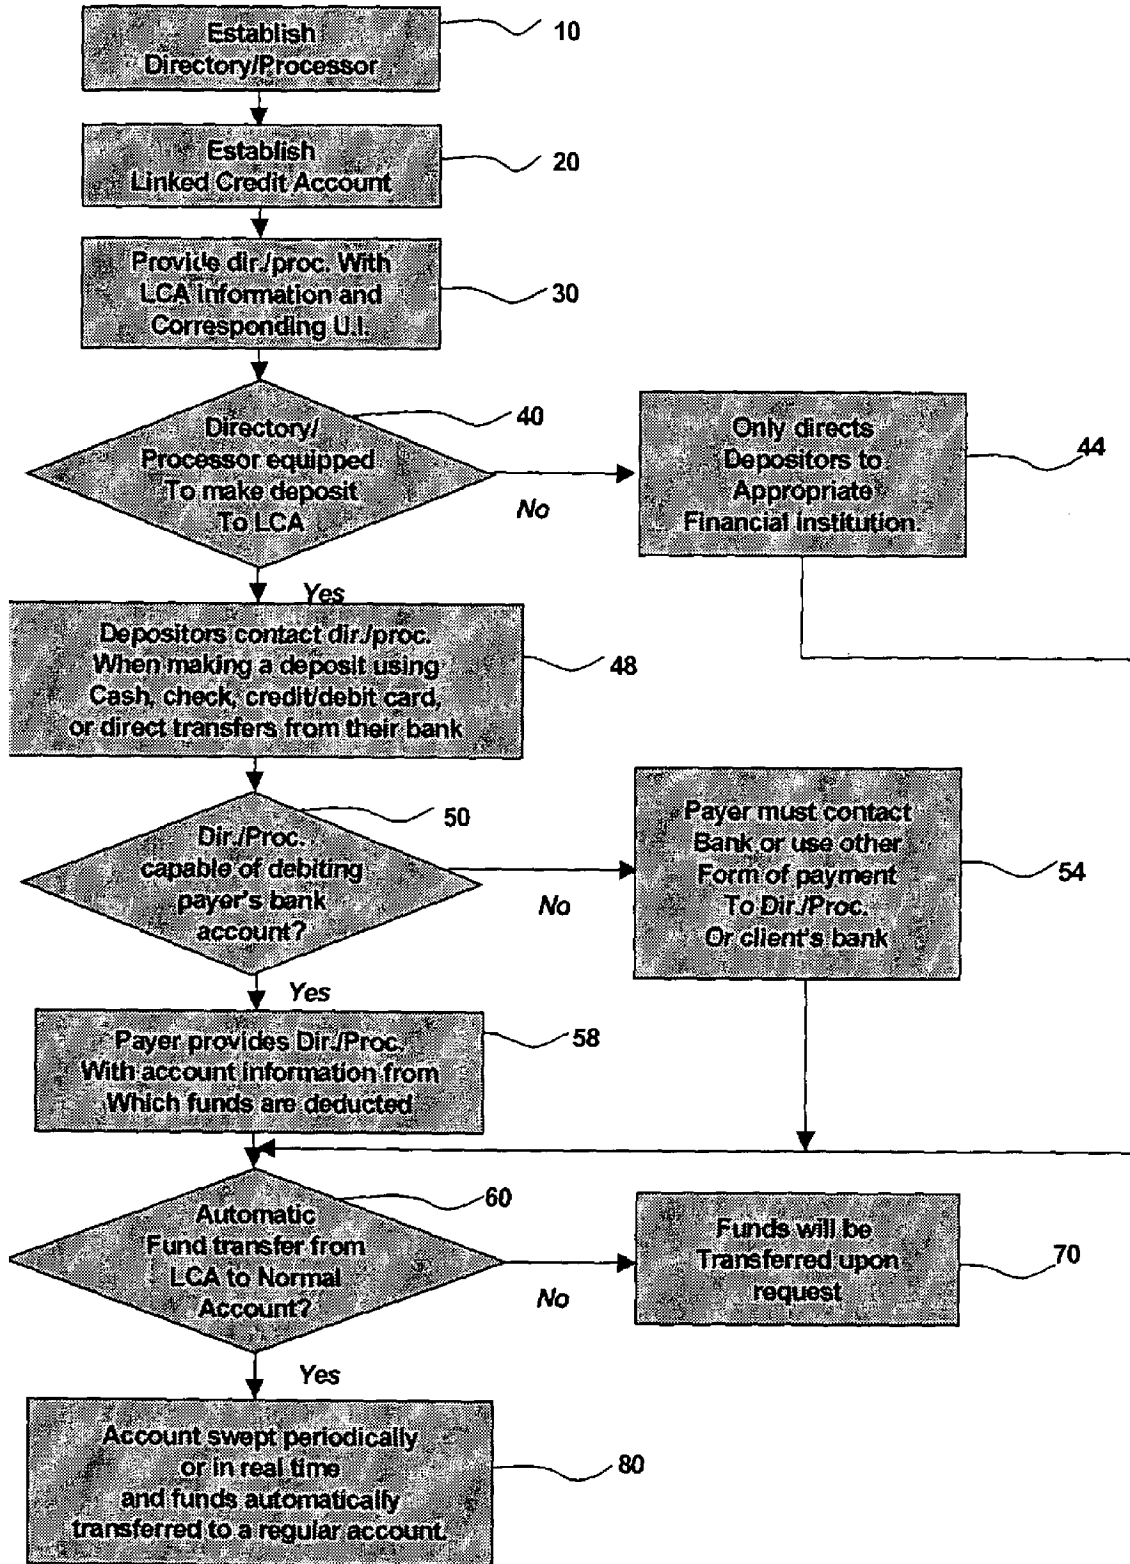 Establish
Directory/Processor
10
Establish
Linked Credit Account
20
Provide dir./proc. With
LCA information and
Corresponding U.I.
30
Directory/
Processor equipped
To make deposit
To LCA
40
No
Only directs
Depositors to
Appropriate
Financial Institution.
44
Yes
Depositors contact dir./proc.
When making a deposit using
Cash, check, credit/debit card,
or direct transfers from their bank
48
Dir./Proc.
capable of debiting
payer's bank
account?
50
No
Payer must contact
Bank or use other
Form of payment
To Dir./Proc.
Or client's bank
54
Yes
Payer provides Dir./Proc.
With account information from
Which funds are deducted
58
Automatic
Fund transfer from
LCA to Normal
Account?
60
No
Funds will be
Transferred upon
request
70
Yes
Account swept periodically
or in real time
and funds automatically
transferred to a regular account.
80